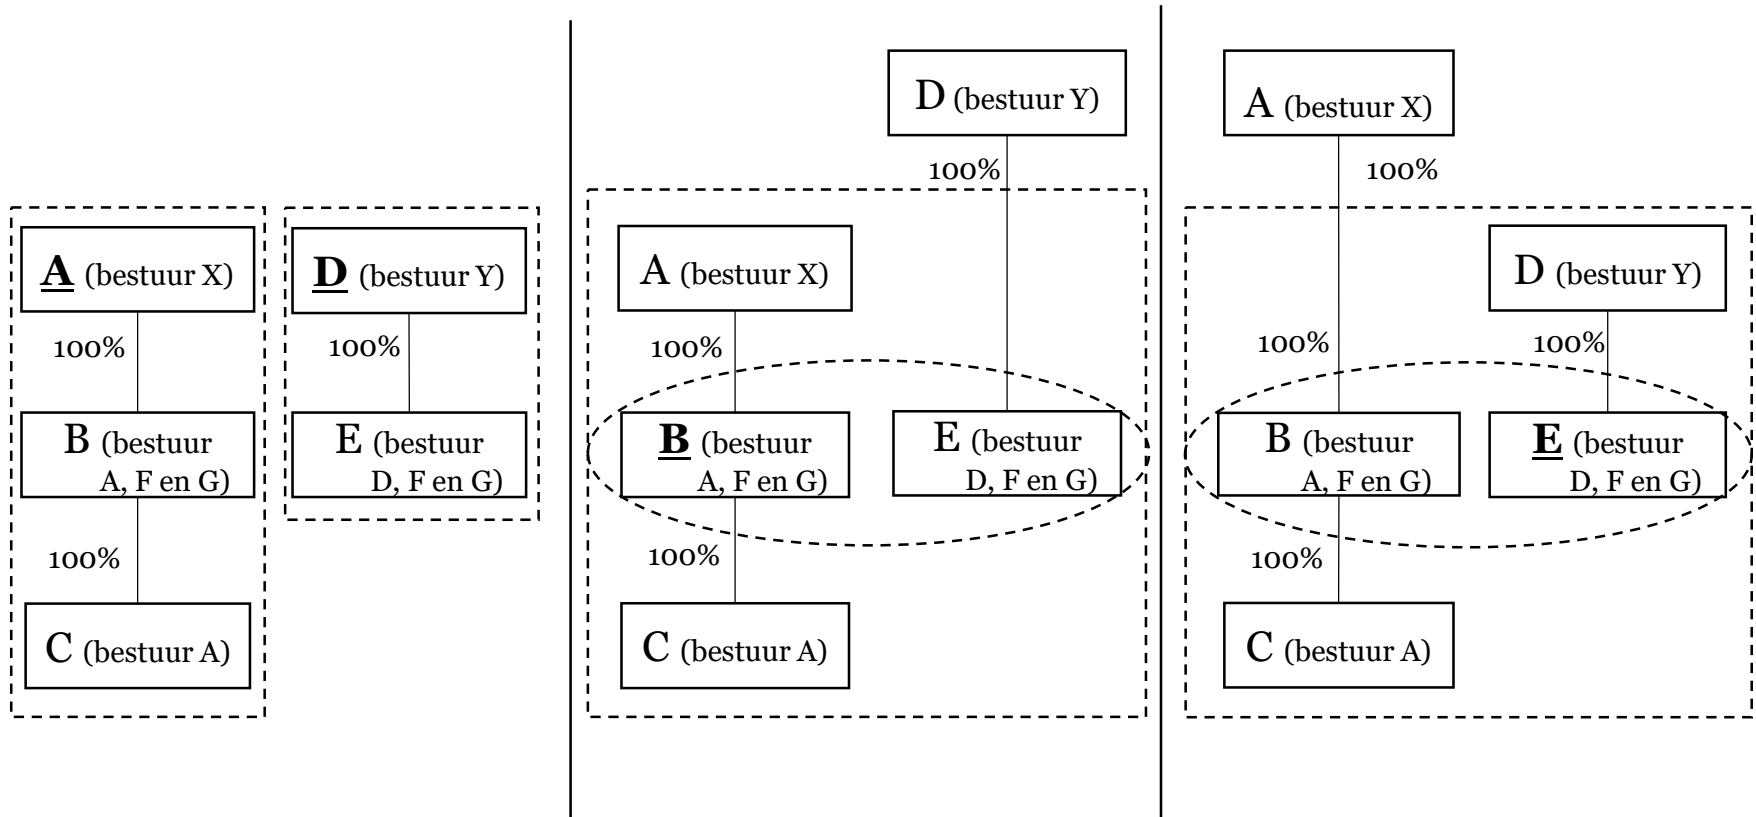 A (bestuur X)
100%
B (bestuur
A, F en G)
100%
C (bestuur A)
D (bestuur Y)
100%
E (bestuur
D, F en G)
D (bestuur Y)
100%
A (bestuur X)
100%
B (bestuur
A, F en G)
E (bestuur
D, F en G)
100%
C (bestuur A)
A (bestuur X)
100%
D (bestuur Y)
100%
100%
B (bestuur
A, F en G)
E (bestuur
D, F en G)
100%
C (bestuur A)